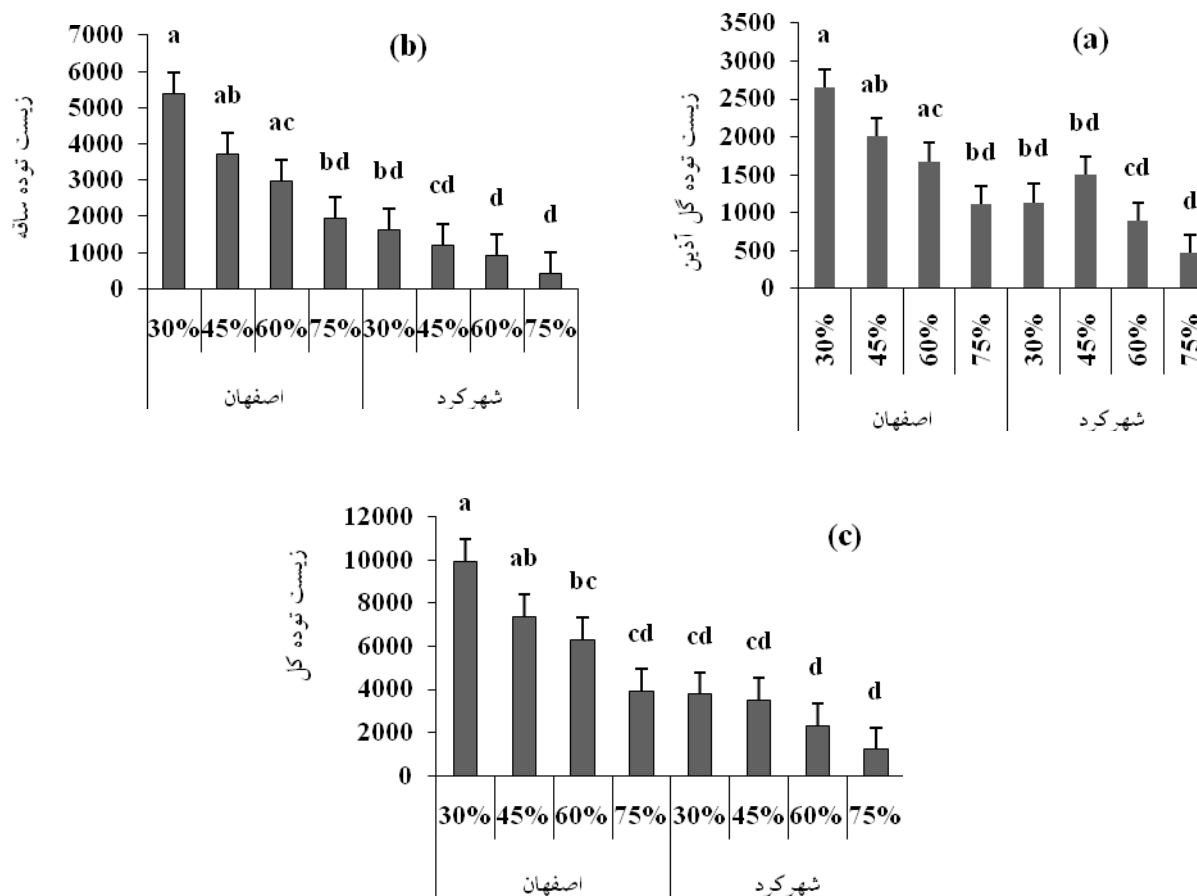 (b)
زیست توده ساقه
7000
6000
5000
4000
3000
2000
1000
0
a
ab
ac
bd
bd
cd
d
d
30% 45% 60% 75% 30% 45% 60% 75%
اصفهان
شهرکرد
(a)
زیست توده گل آذین
3500
3000
2500
2000
1500
1000
500
0
a
ab
ac
bd
bd
bd
cd
d
30% 45% 60% 75% 30% 45% 60% 75%
اصفهان
شهرکرد
(c)
زیست توده کل
12000
10000
8000
6000
4000
2000
0
a
ab
bc
cd
cd
cd
d
d
30% 45% 60% 75% 30% 45% 60% 75%
اصفهان
شهرکرد